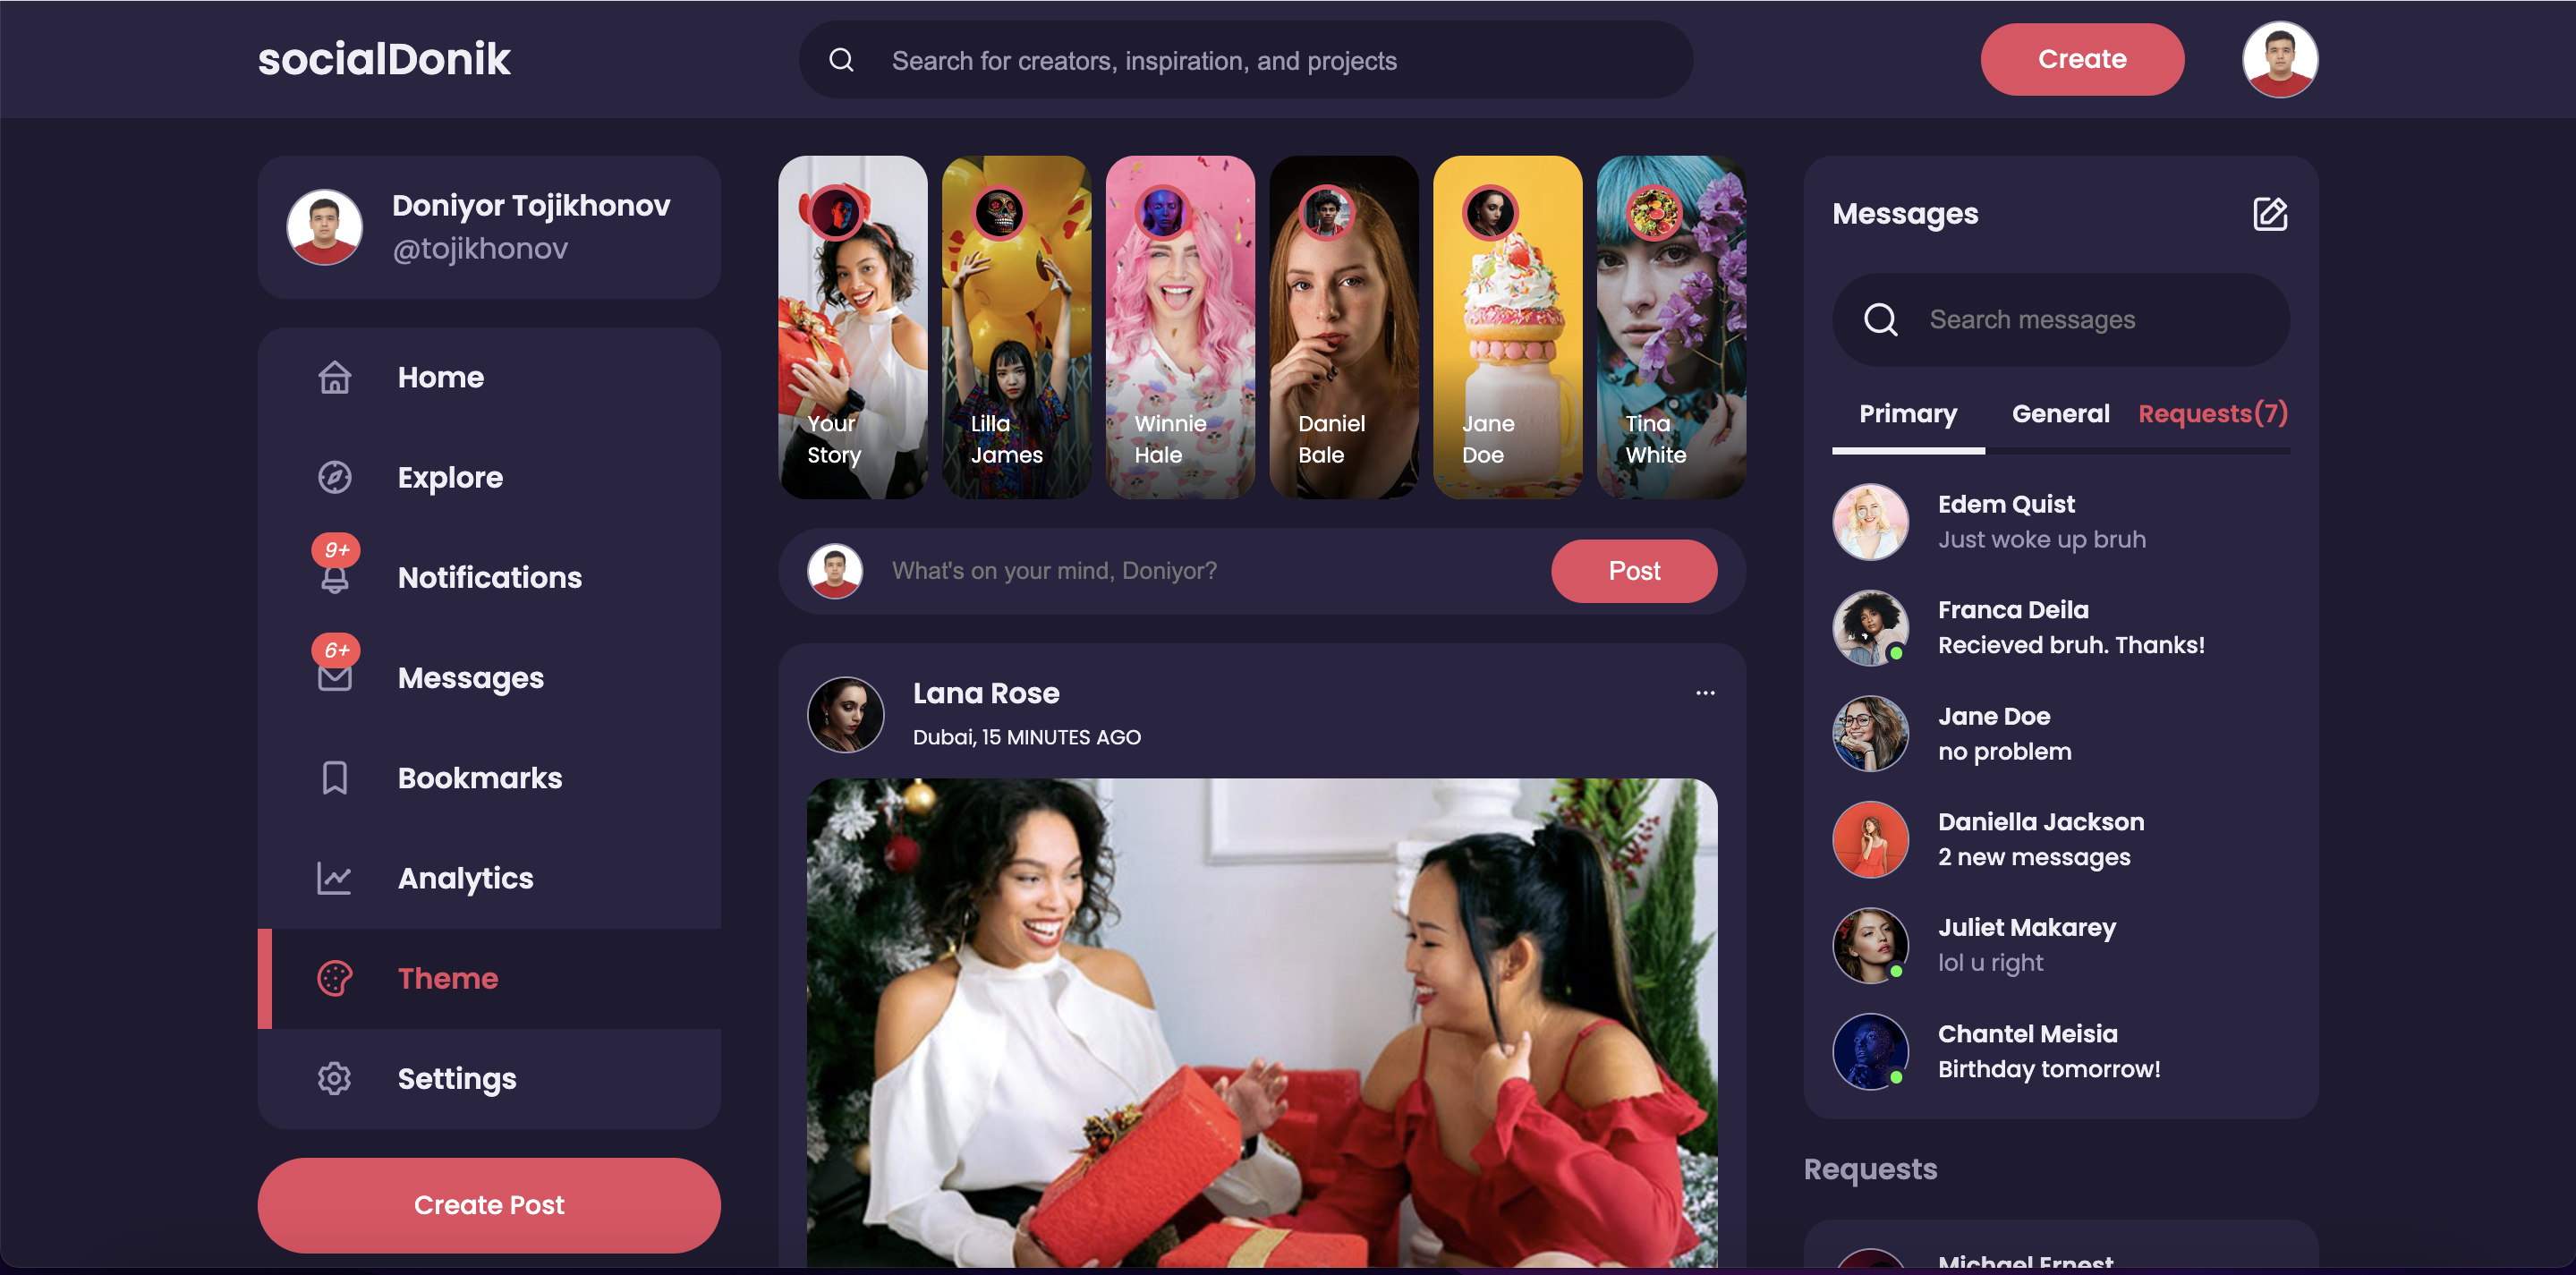 socialDonik
Search for creators, inspiration, and projects
Create
Doniyor Tojikhonov
@tojikhonov
Home
Explore
9+
Notifications
6+
Messages
Bookmarks
Analytics
Theme
Settings
Create Post
Your
Story
Lilla
James
Winnie
Hale
Daniel
Bale
Jane
Doe
Tina
White
What's on your mind, Doniyor?
Post
Lana Rose
Dubai, 15 MINUTES AGO
Messages
Search messages
Primary
General
Requests(7)
Edem Quist
Just woke up bruh
Franca Deila
Recieved bruh. Thanks!
Jane Doe
no problem
Daniella Jackson
2 new messages
Juliet Makarey
lol u right
Chantel Meisia
Birthday tomorrow!
Requests
Michael Ernest